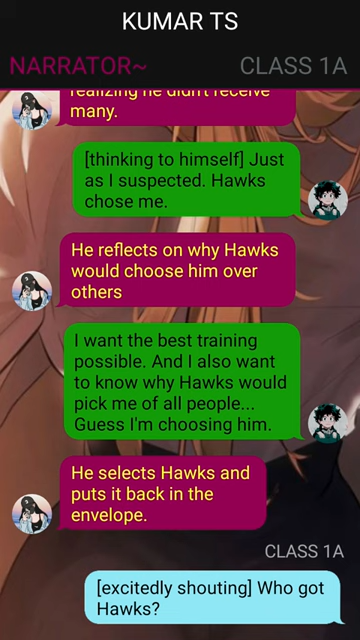 KUMAR TS
NARRATOR~ CLASS 1A
realizing he didn't receive
many.
[thinking to himself] Just
as I suspected. Hawks
chose me.
He reflects on why Hawks
would choose him over
others
I want the best training
possible. And I also want
to know why Hawks would
pick me of all people...
Guess I'm choosing him.
He selects Hawks and
puts it back in the
envelope.
CLASS 1A
[excitedly shouting] Who got
Hawks?